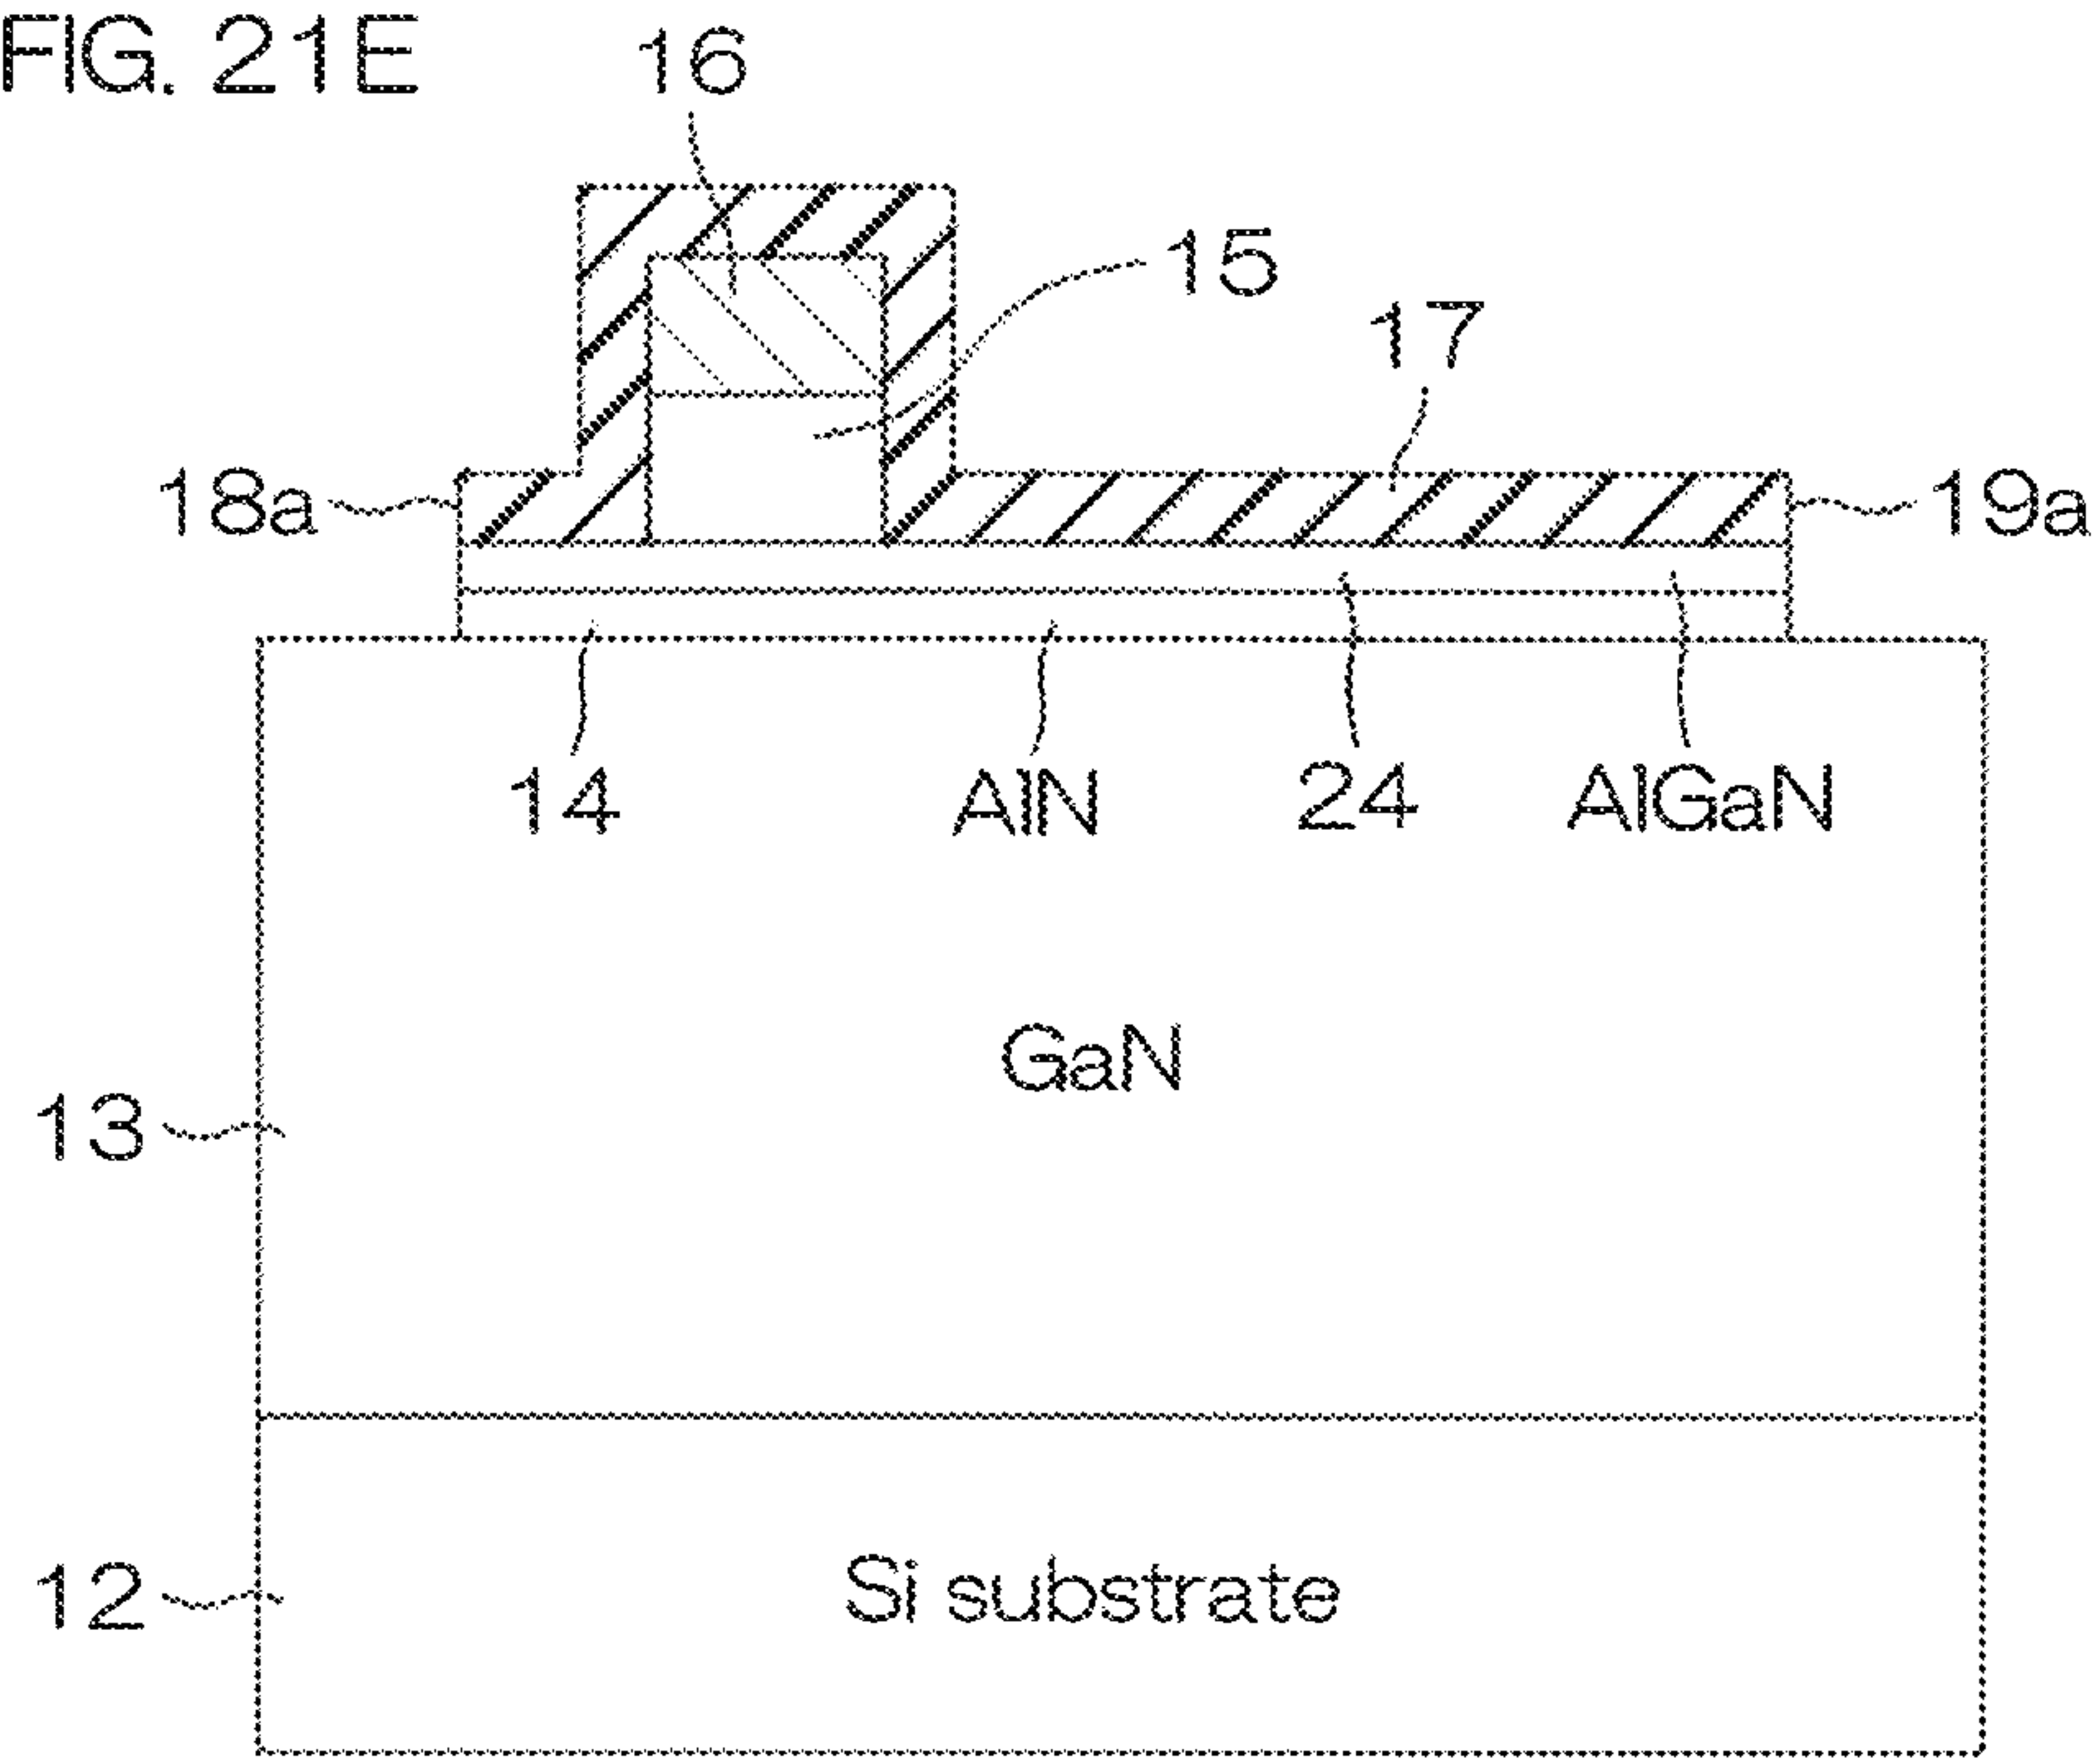 FIG. 21E
16
15
17
18a
19a
14
AlN
24
AlGaN
GaN
13
12
Si substrate